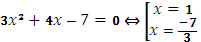 3x² + 4x − 7 = 0 ⇔ [ x = 1
x = −7/3